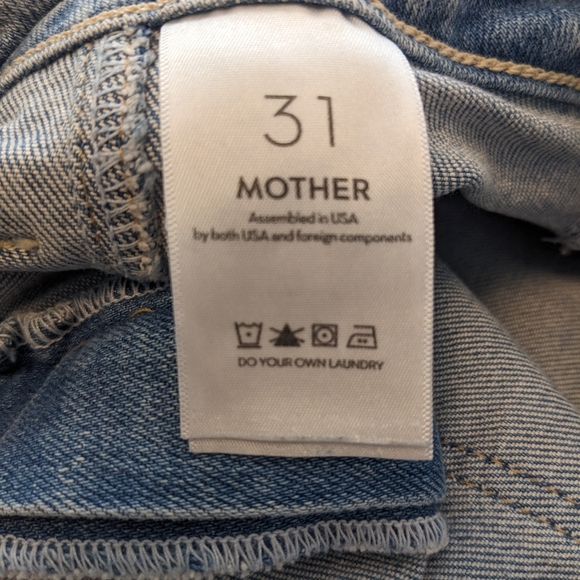 31
MOTHER
Assembled in USA
by both USA and foreign components
DO YOUR OWN LAUNDRY